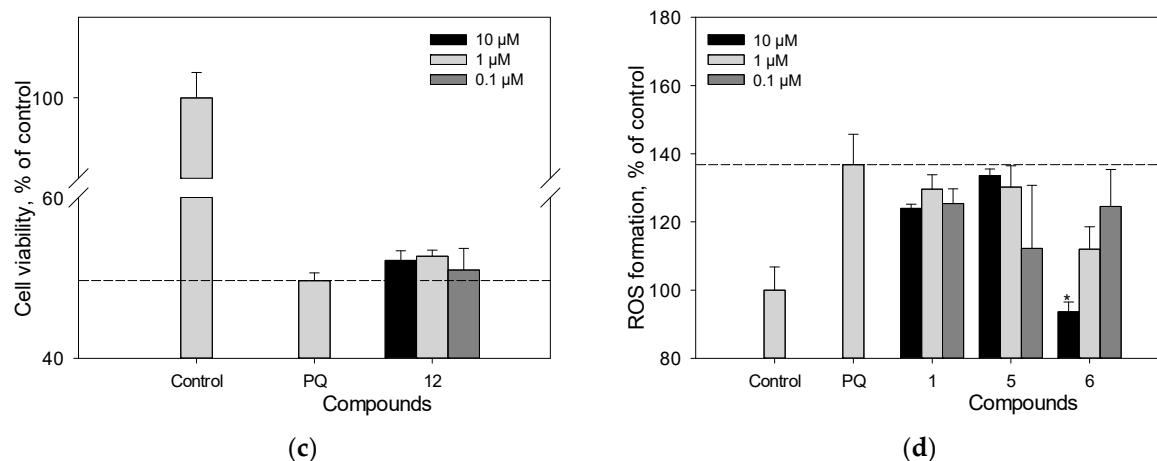 Cell viability, % of control
100
60
40
10 µM
1 µM
0.1 µM
Control PQ 12
Compounds
(c)
ROS formation, % of control
180
160
140
120
100
80
10 µM
1 µM
0.1 µM
*
Control PQ 1 5 6
Compounds
(d)